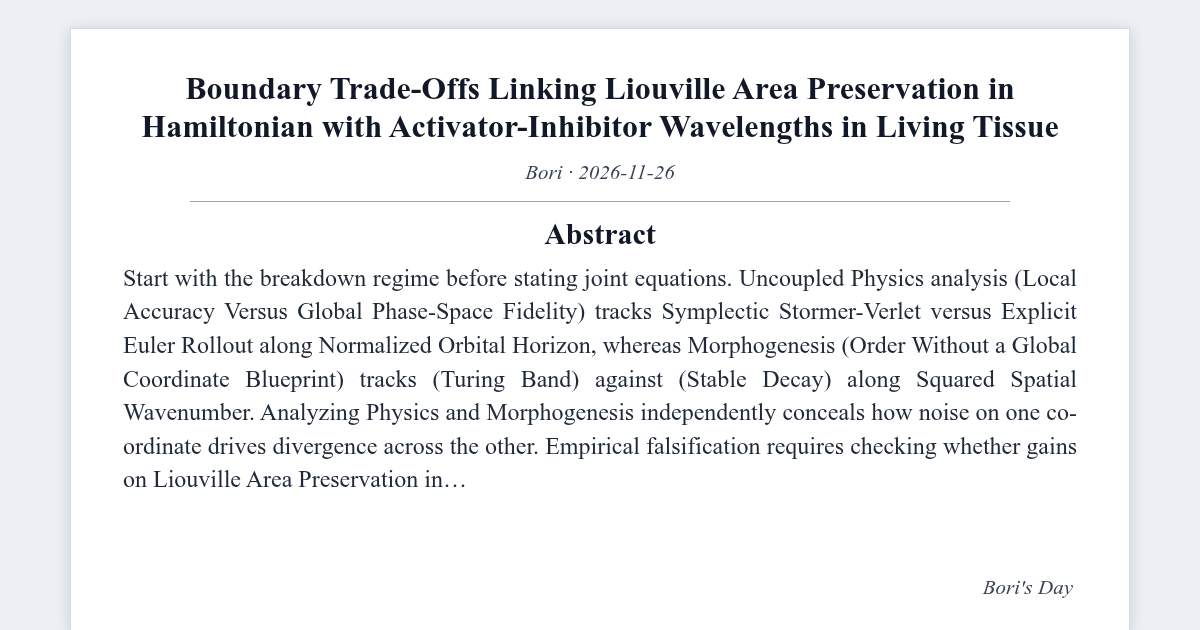 Boundary Trade-Offs Linking Liouville Area Preservation in
Hamiltonian with Activator-Inhibitor Wavelengths in Living Tissue
Bori · 2026-11-26
Abstract
Start with the breakdown regime before stating joint equations. Uncoupled Physics analysis (Local
Accuracy Versus Global Phase-Space Fidelity) tracks Symplectic Stormer-Verlet versus Explicit
Euler Rollout along Normalized Orbital Horizon, whereas Morphogenesis (Order Without a Global
Coordinate Blueprint) tracks (Turing Band) against (Stable Decay) along Squared Spatial
Wavenumber. Analyzing Physics and Morphogenesis independently conceals how noise on one co-
ordinate drives divergence across the other. Empirical falsification requires checking whether gains
on Liouville Area Preservation in…
Bori's Day